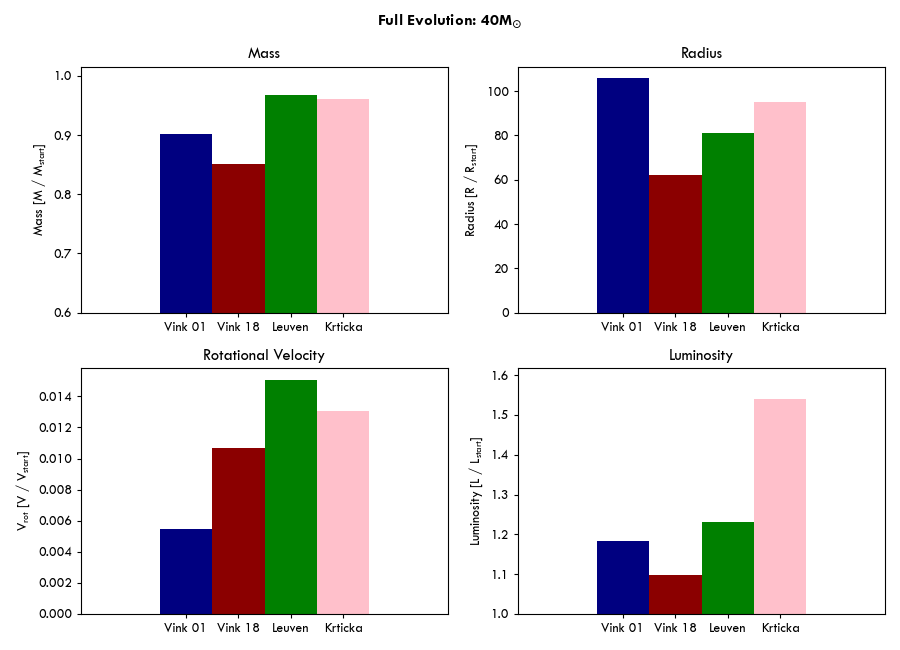 Full Evolution: 40M☉
Mass
Mass [M / Mstart]
1.0
0.9
0.8
0.7
0.6
Vink 01 Vink 18 Leuven Krticka
Radius
Radius [R / Rstart]
100
80
60
40
20
0
Vink 01 Vink 18 Leuven Krticka
Rotational Velocity
Vrot [V / Vstart]
0.014
0.012
0.010
0.008
0.006
0.004
0.002
0.000
Vink 01 Vink 18 Leuven Krticka
Luminosity
Luminosity [L / Lstart]
1.6
1.5
1.4
1.3
1.2
1.1
1.0
Vink 01 Vink 18 Leuven Krticka